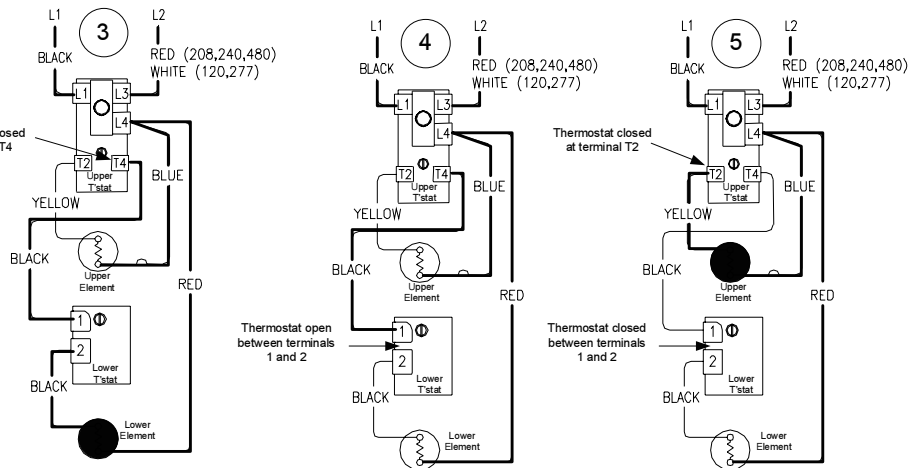 L1
3
L2
BLACK
RED (208,240,480)
WHITE (120,277)
L1
L3
L4
T4
T2
T4
Upper
T'stat
BLUE
YELLOW
Upper
Element
BLACK
RED
1
2
Lower
T'stat
BLACK
Lower
Element
L1
4
L2
BLACK
RED (208,240,480)
WHITE (120,277)
L1
L3
L4
T2
T4
Upper
T'stat
BLUE
YELLOW
Upper
Element
BLACK
RED
Thermostat open
between terminals
1 and 2
1
2
Lower
T'stat
BLACK
Lower
Element
L1
5
L2
BLACK
RED (208,240,480)
WHITE (120,277)
L1
L3
L4
Thermostat closed
at terminal T2
T2
T4
Upper
T'stat
BLUE
YELLOW
Upper
Element
BLACK
RED
Thermostat closed
between terminals
1 and 2
1
2
Lower
T'stat
BLACK
Lower
Element